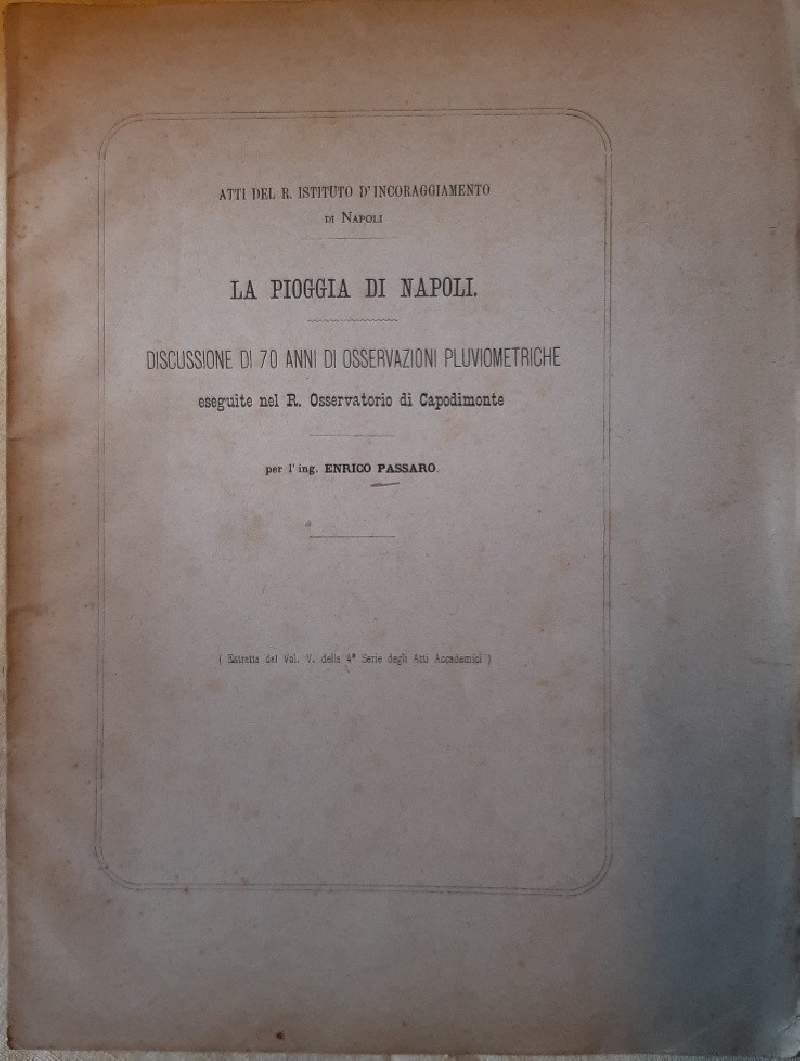 ATTI DEL R. ISTITUTO D'INCORAGGIAMENTO
DI NAPOLI
LA PIOGGIA DI NAPOLI.
DISCUSSIONE DI 70 ANNI DI OSSERVAZIONI PLUVIOMETRICHE
eseguite nel R. Osservatorio di Capodimonte
per l'ing. ENRICO PASSARO.
( Estratta dal Vol. V. della 4ª Serie degli Atti Accademici )